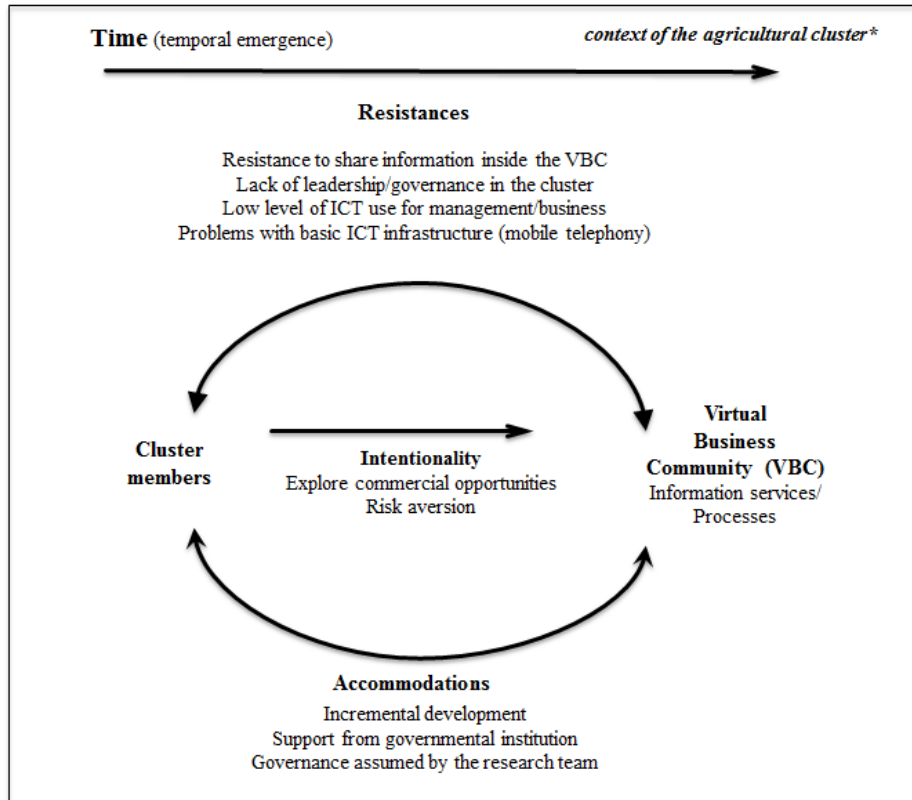 Time (temporal emergence)
context of the agricultural cluster*
Resistances
Resistance to share information inside the VBC
Lack of leadership/governance in the cluster
Low level of ICT use for management/business
Problems with basic ICT infrastructure (mobile telephony)
Cluster
members
Intentionality
Explore commercial opportunities
Risk aversion
Virtual
Business
Community (VBC)
Information services/
Processes
Accommodations
Incremental development
Support from governmental institution
Governance assumed by the research team